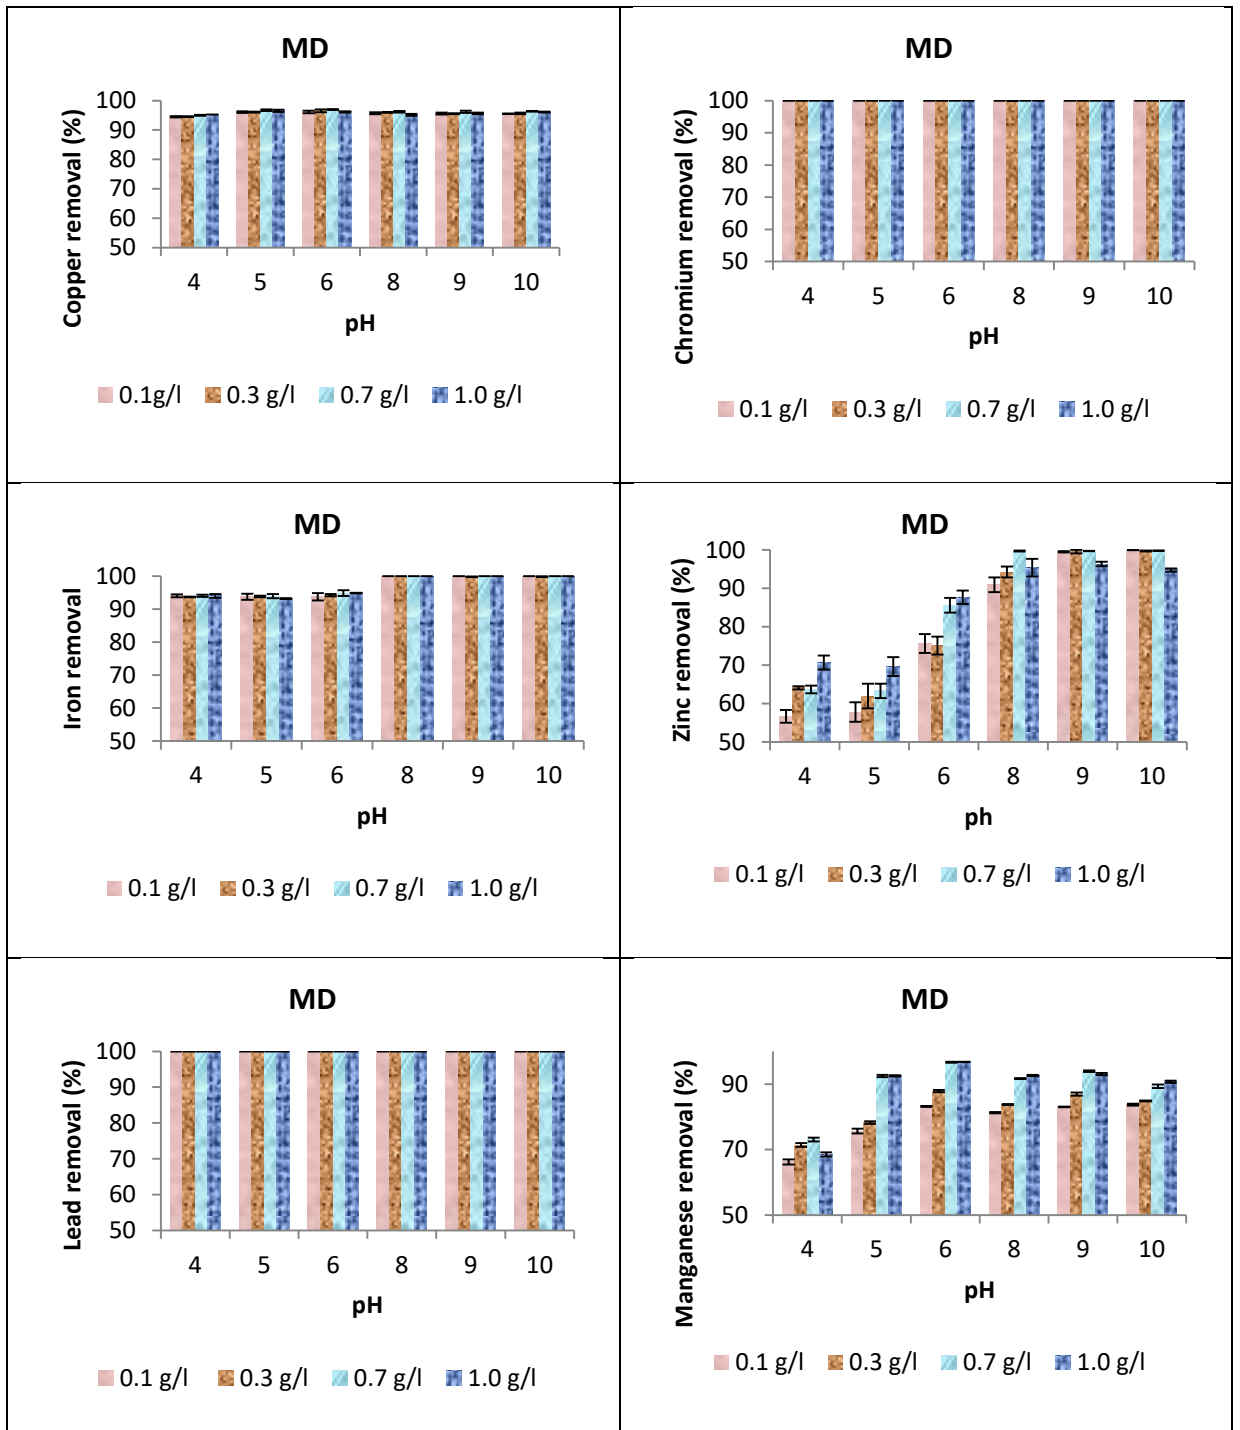 MD
Copper removal (%)
100
90
80
70
60
50
4 5 6 8 9 10
pH
0.1g/l 0.3 g/l 0.7 g/l 1.0 g/l
MD
Chromium removal (%)
100
90
80
70
60
50
4 5 6 8 9 10
pH
0.1 g/l 0.3 g/l 0.7 g/l 1.0 g/l
MD
Iron removal
100
90
80
70
60
50
4 5 6 8 9 10
pH
0.1 g/l 0.3 g/l 0.7 g/l 1.0 g/l
MD
Zinc removal (%)
100
90
80
70
60
50
4 5 6 8 9 10
ph
0.1 g/l 0.3 g/l 0.7 g/l 1.0 g/l
MD
Lead removal (%)
100
90
80
70
60
50
4 5 6 8 9 10
pH
0.1 g/l 0.3 g/l 0.7 g/l 1.0 g/l
MD
Manganese removal (%)
90
70
50
4 5 6 8 9 10
pH
0.1 g/l 0.3 g/l 0.7 g/l 1.0 g/l